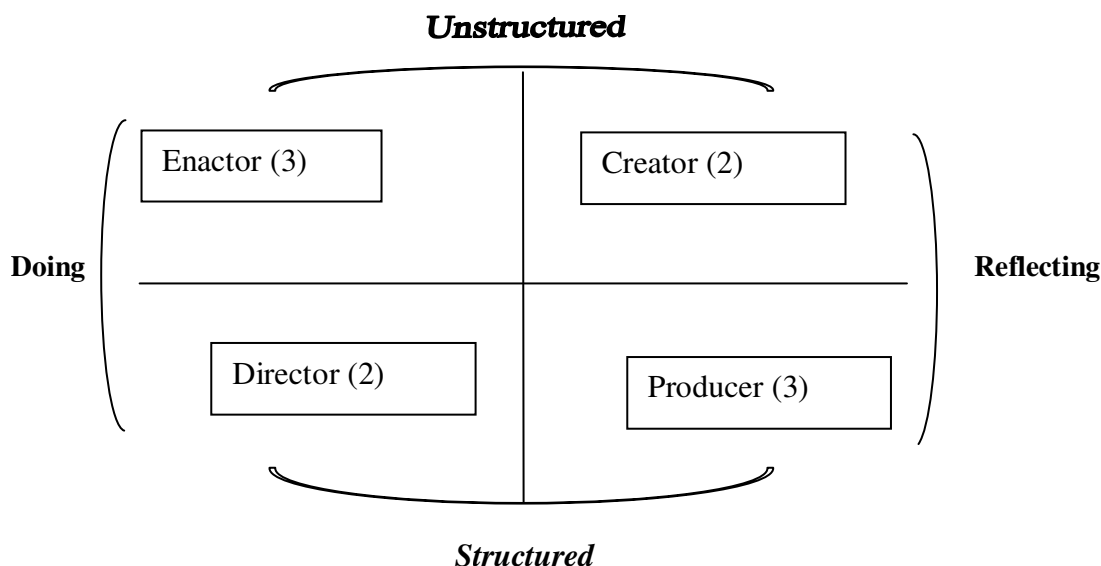 Unstructured
Enactor (3)
Creator (2)
Doing
Reflecting
Director (2)
Producer (3)
Structured